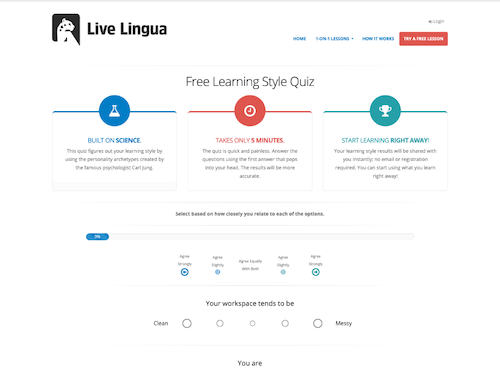 Live Lingua
Login
HOME
1-ON-1 LESSONS
HOW IT WORKS
TRY A FREE LESSON
Free Learning Style Quiz
BUILT ON SCIENCE.
This quiz figures out your learning style by
using the personality archetypes created by
the famous psychologist Carl Jung.
TAKES ONLY 5 MINUTES.
The quiz is quick and painless. Answer the
questions using the first answer that pops
into your head. The results will be more
accurate.
START LEARNING RIGHT AWAY!
Your learning style results will be shared with
you instantly; no email or registration
required. You can start using what you learn
right away!
Select based on how closely you relate to each of the options.
0%
Agree
Strongly
Agree
Slightly
Agree Equally
With Both
Agree
Slightly
Agree
Strongly
Your workspace tends to be
Clean
Messy
You are